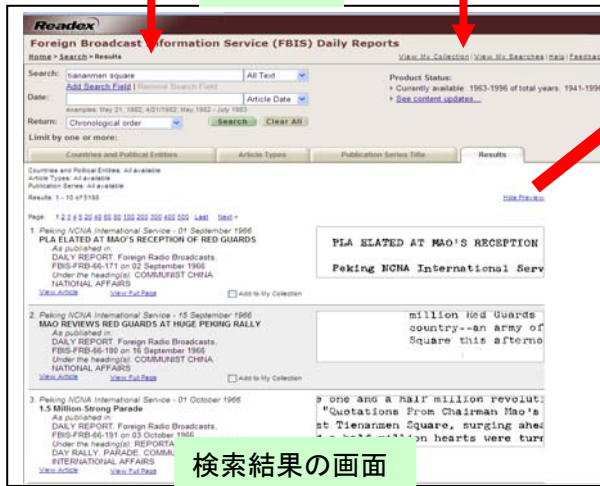 Readex
Foreign Broadcast Information Service (FBIS) Daily Reports
Home > Search > Results
View My Collection | View My Searches | Help | Feedbac
Search: tiananmen square All Text
Add Search Field | Remove Search Field
Date: Article Date
examples: May 21, 1982, 4/21/1982, May 1982 - July 1983
Return: Chronological order Search Clear All
Product Status:
Currently available: 1963-1996 of total years. 1941-1996
See content updates...
Limit by one or more:
Countries and Political Entities Article Types Publication Series Title Results
Countries and Political Entities: All available
Article Types: All available
Publication Series: All available
Results: 1 - 10 of 5198
Hide Preview
Page: 1 2 3 4 5 20 40 60 80 100 200 300 400 500 Last Next >
1. Peking NCNA International Service - 01 September 1966
PLA ELATED AT MAO'S RECEPTION OF RED GUARDS
As published in:
DAILY REPORT. Foreign Radio Broadcasts.
FBIS-FRB-66-171 on 02 September 1966
Under the heading(s): COMMUNIST CHINA
NATIONAL AFFAIRS
View Article View Full Page Add to My Collection
PLA ELATED AT MAO'S RECEPTION
Peking NCNA International Serv
2. Peking NCNA International Service - 15 September 1966
MAO REVIEWS RED GUARDS AT HUGE PEKING RALLY
As published in:
DAILY REPORT. Foreign Radio Broadcasts.
FBIS-FRB-66-180 on 16 September 1966
Under the heading(s): COMMUNIST CHINA
NATIONAL AFFAIRS
View Article View Full Page Add to My Collection
million Red Guards
country--an army of
Square this afterno
3. Peking NCNA International Service - 01 October 1966
1.5 Million-Strong Parade
As published in:
DAILY REPORT. Foreign Radio Broadcasts.
FBIS-FRB-66-191 on 03 October 1966
Under the heading(s): REPORTA
DAY RALLY, PARADE, COMMU
INTERNATIONAL AFFAIRS
View Article View Full Page
e one and a half million revolut
"Quotations From Chairman Mao's
st Tienanmen Square, surging ahea
half million hearts were turn
検索結果の画面